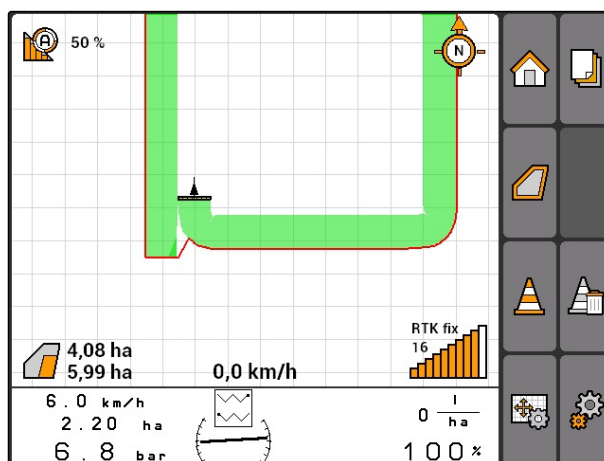 A 50 %
N
RTK fix
16
4,08 ha
5,99 ha
0,0 km/h
6.0 km/h
2.20 ha
6.8 bar
0 l/ha
100%